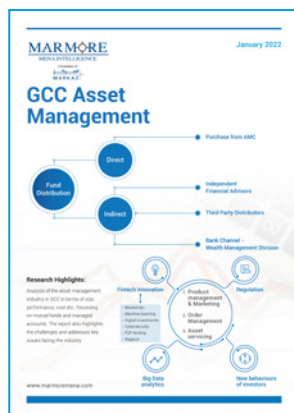 MARMORE
MENA INTELLIGENCE
MARKAZ
January 2022
GCC Asset
Management
Direct
Purchase from AMC
Fund
Distribution
Independent
Financial Advisors
Indirect
Third Party Distributors
Bank Channel -
Wealth Management Division
Research Highlights:
Analysis of the asset management
industry in GCC in terms of size,
performance, cost etc., focussing
on mutual funds and managed
accounts. The report also highlights
the challenges and addresses key
issues facing the industry
Fintech innovation
- Blockchain
- Machine learning
- Digital investments
- Cybersecurity
- P2P lending
- Regtech
1. Product
management
& Marketing
2. Order
Management
3. Asset
servicing
Regulation
Big Data
analytics
New behaviours
of investors
www.marmoremena.com